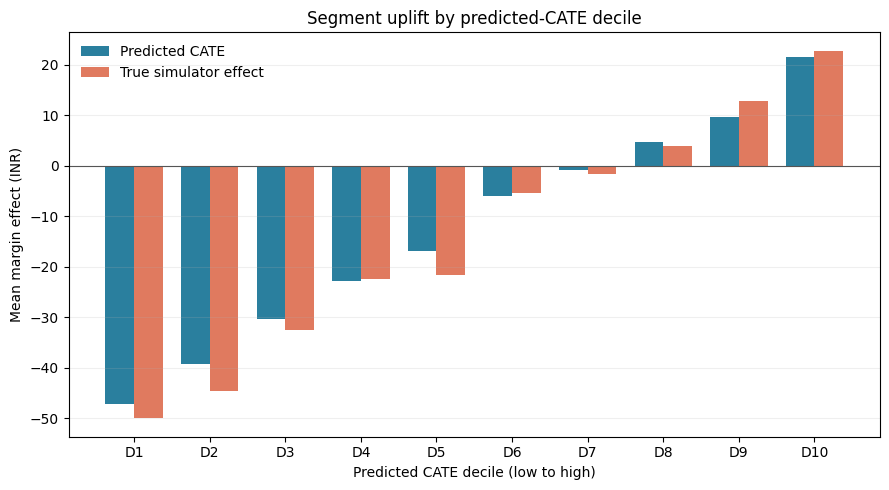 Segment uplift by predicted-CATE decile
Predicted CATE
True simulator effect
Mean margin effect (INR)
20
10
0
−10
−20
−30
−40
−50
D1 D2 D3 D4 D5 D6 D7 D8 D9 D10
Predicted CATE decile (low to high)